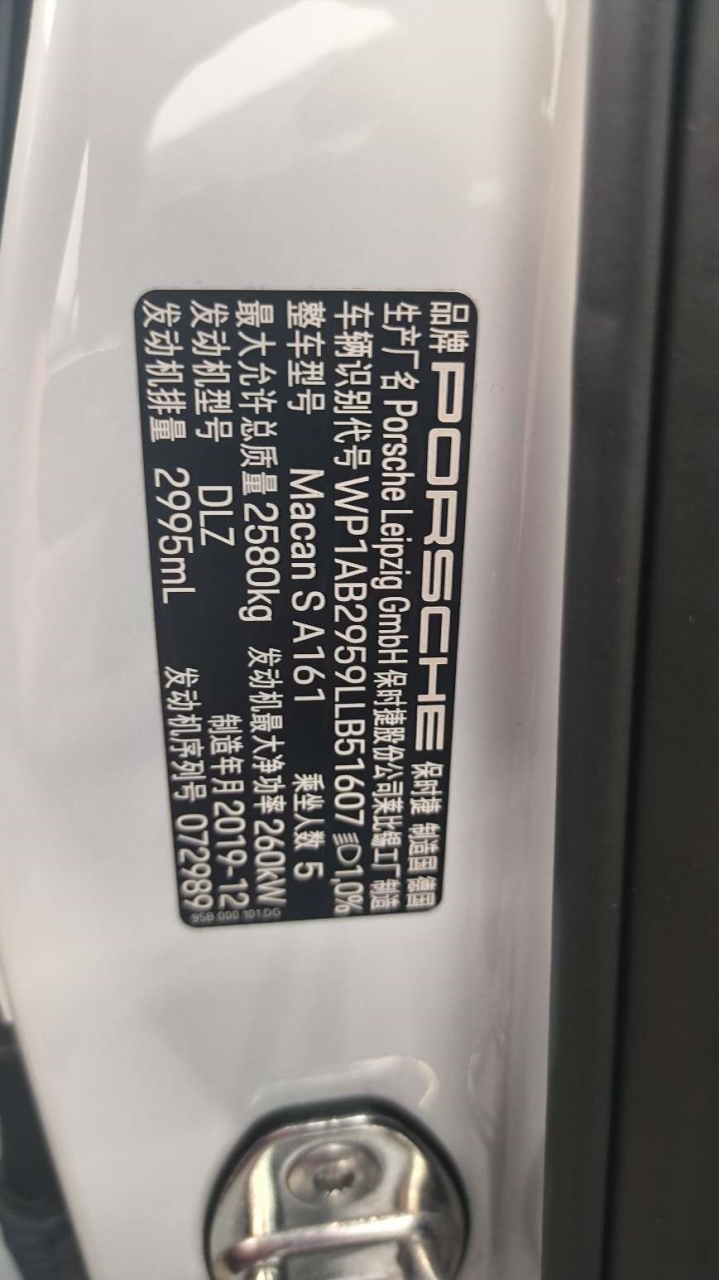 品牌 PORSCHE 保时捷 制造国 德国
生产厂名 Porsche Leipzig GmbH 保时捷股份公司莱比锡工厂制造
车辆识别代号 WP1AB2959LLB51607 1,0%
整车型号 Macan S A161 乘坐人数 5
最大允许总质量 2580kg 发动机最大净功率 260kW
发动机型号 DLZ 制造年月 2019-12
发动机排量 2995mL 发动机序列号 072989
95B 000 101 DG